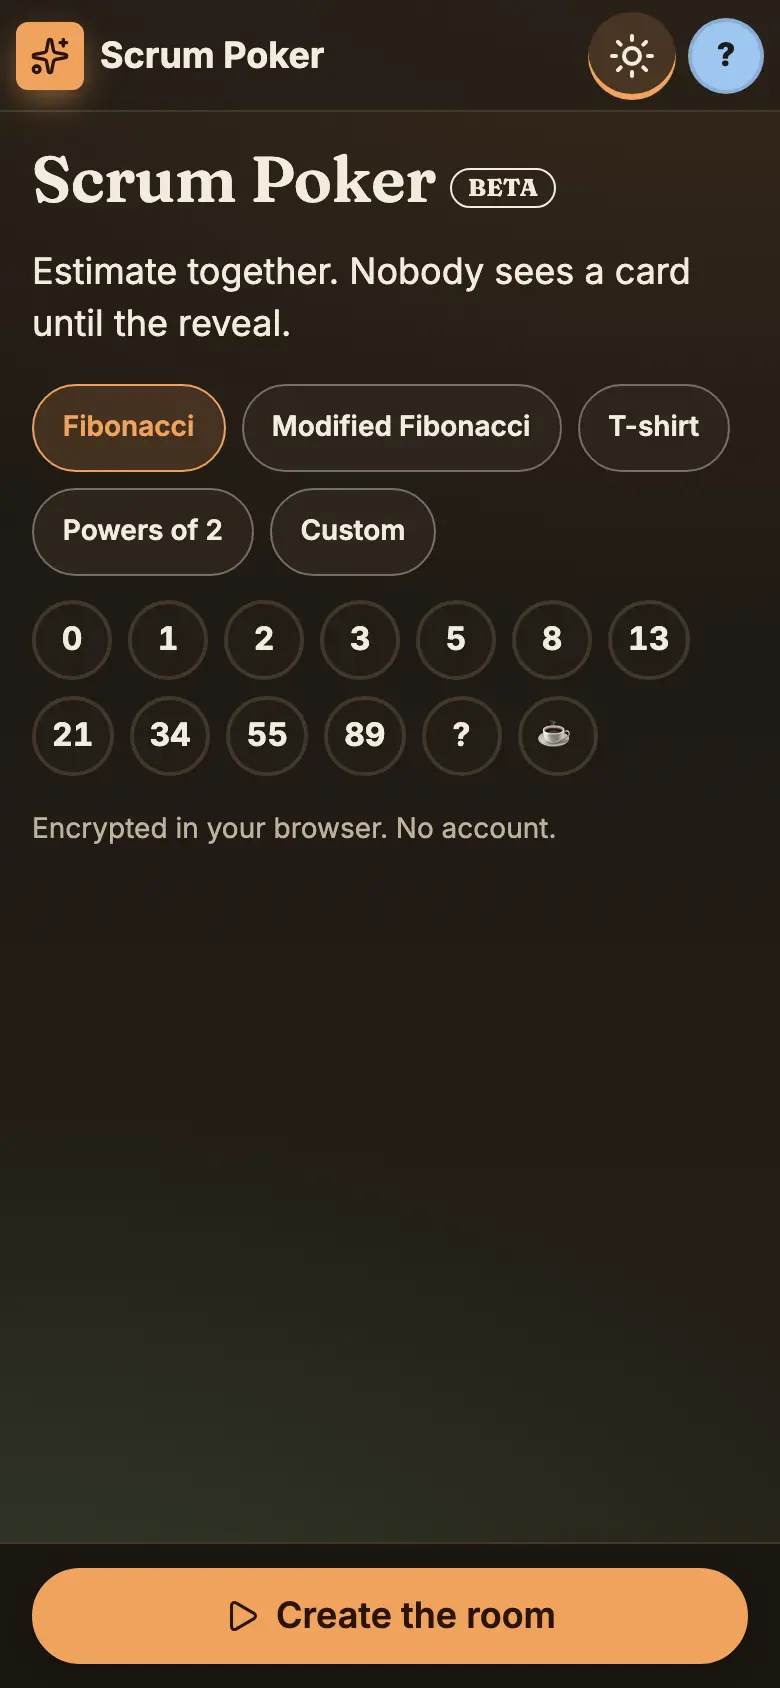 Scrum Poker
?
Scrum Poker BETA
Estimate together. Nobody sees a card
until the reveal.
Fibonacci Modified Fibonacci T-shirt
Powers of 2 Custom
0 1 2 3 5 8 13
21 34 55 89 ? ☕
Encrypted in your browser. No account.
Create the room